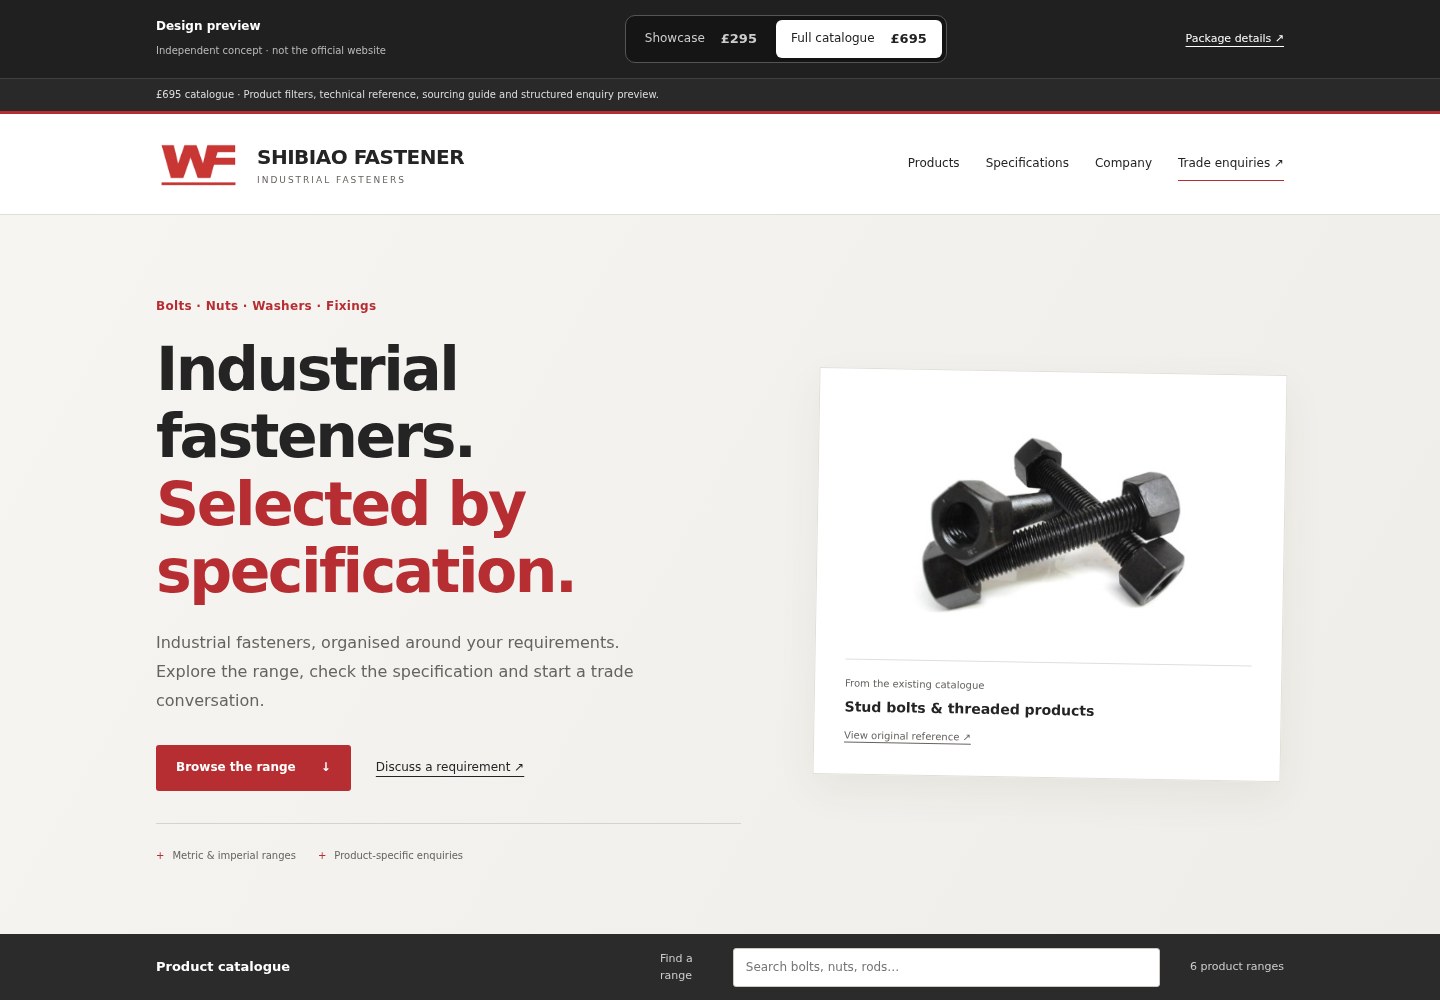 Design preview
Independent concept · not the official website
Showcase £295
Full catalogue £695
Package details ↗
£695 catalogue · Product filters, technical reference, sourcing guide and structured enquiry preview.
WF
SHIBIAO FASTENER
INDUSTRIAL FASTENERS
Products
Specifications
Company
Trade enquiries ↗
Bolts · Nuts · Washers · Fixings
Industrial
fasteners.
Selected by
specification.
Industrial fasteners, organised around your requirements.
Explore the range, check the specification and start a trade
conversation.
Browse the range ↓
Discuss a requirement ↗
+ Metric & imperial ranges
+ Product-specific enquiries
From the existing catalogue
Stud bolts & threaded products
View original reference ↗
Product catalogue
Find a
range
Search bolts, nuts, rods...
6 product ranges